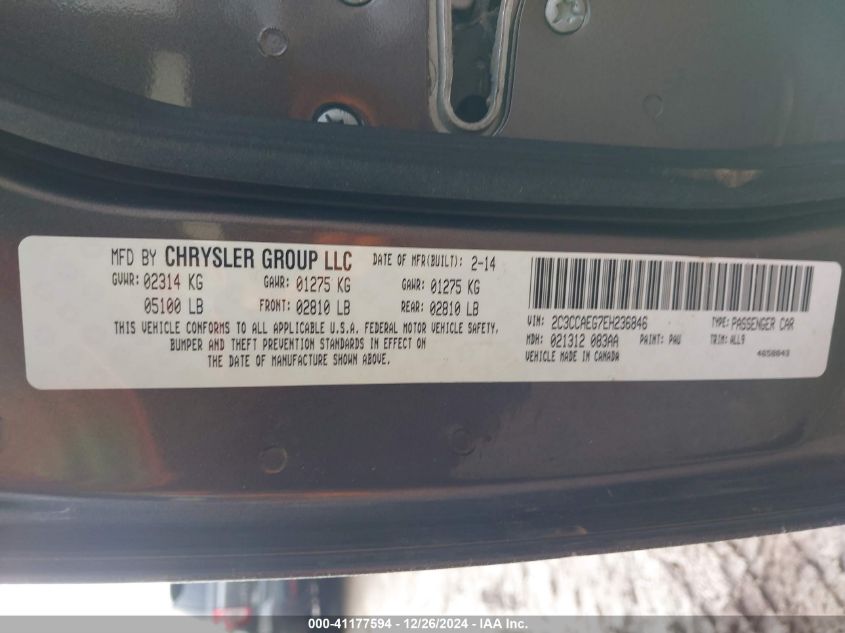 MFD BY CHRYSLER GROUP LLC DATE OF MFR(BUILT): 2-14
GVWR: 02314 KG GAWR: 01275 KG GAWR: 01275 KG
05100 LB FRONT: 02810 LB REAR: 02810 LB
THIS VEHICLE CONFORMS TO ALL APPLICABLE U.S.A. FEDERAL MOTOR VEHICLE SAFETY,
BUMPER AND THEFT PREVENTION STANDARDS IN EFFECT ON
THE DATE OF MANUFACTURE SHOWN ABOVE.
VIN: 2C3CCAEG7EH236846 TYPE: PASSENGER CAR
MDH: 021312 083AA PAINT: PAU TRIM: ALL9
VEHICLE MADE IN CANADA 4658843
000-41177594 - 12/26/2024 - IAA Inc.